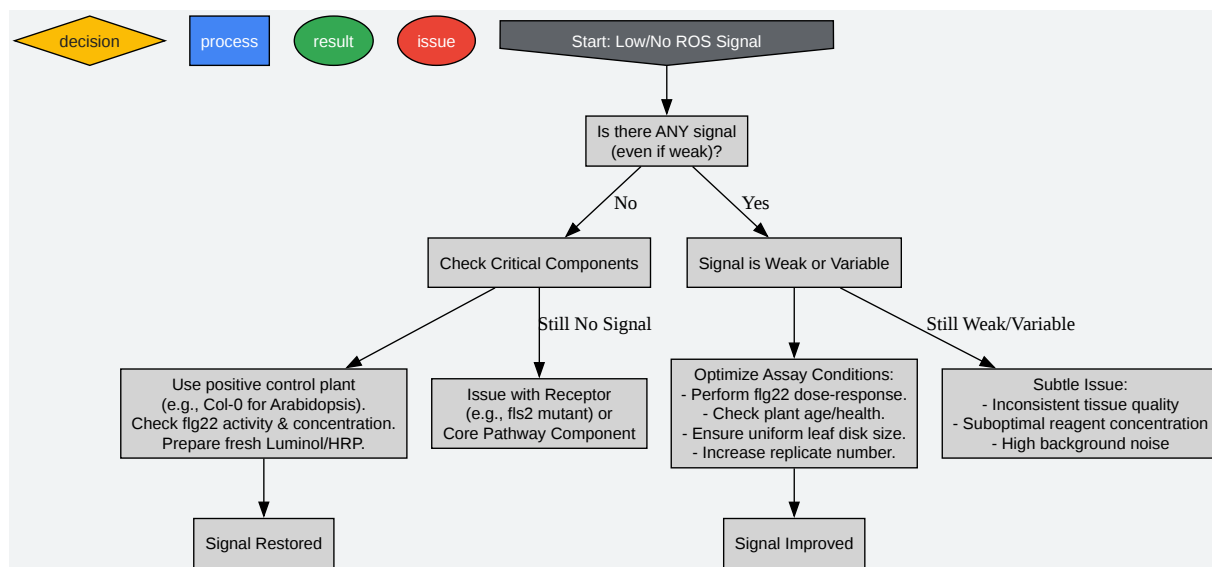 decision
process
result
issue
Start: Low/No ROS Signal
Is there ANY signal
(even if weak)?
No
Yes
Check Critical Components
Signal is Weak or Variable
Still No Signal
Still Weak/Variable
Use positive control plant
(e.g., Col-0 for Arabidopsis).
Check flg22 activity & concentration.
Prepare fresh Luminol/HRP.
Issue with Receptor
(e.g., fls2 mutant) or
Core Pathway Component
Optimize Assay Conditions:
- Perform flg22 dose-response.
- Check plant age/health.
- Ensure uniform leaf disk size.
- Increase replicate number.
Subtle Issue:
- Inconsistent tissue quality
- Suboptimal reagent concentration
- High background noise
Signal Restored
Signal Improved